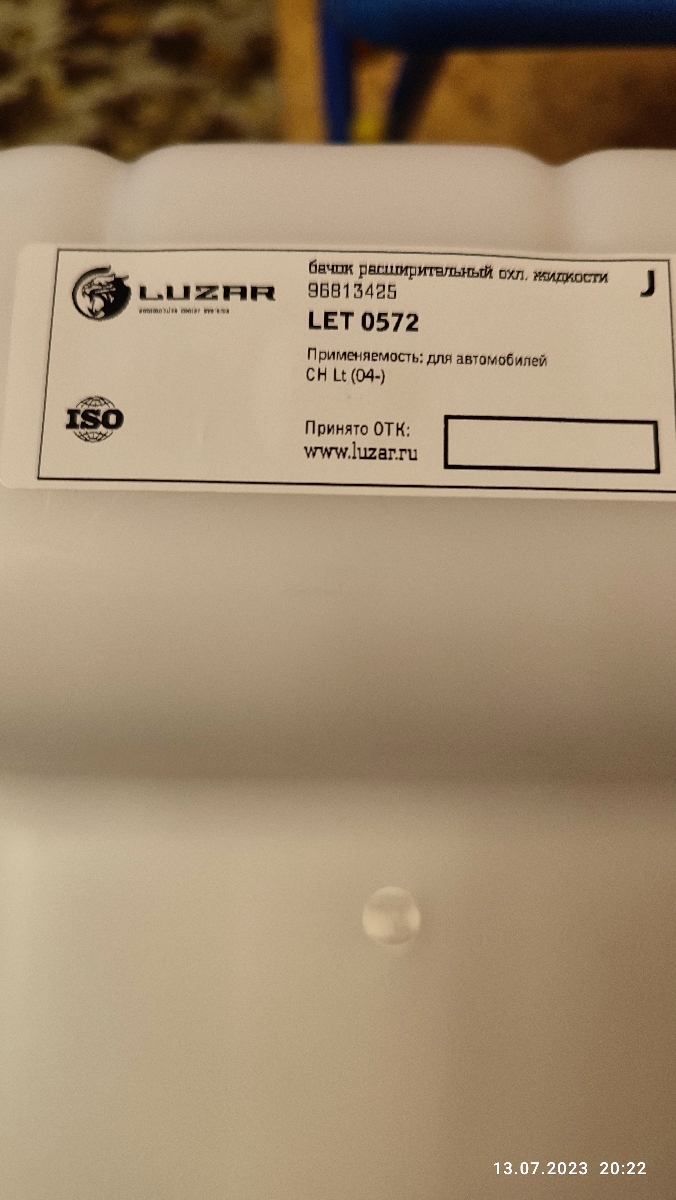 LUZAR
бачок расширительный охл. жидкости
J
96813425
LET 0572
Применяемость: для автомобилей
CH Lt (04-)
ISO
Принято ОТК:
www.luzar.ru
13.07.2023 20:22